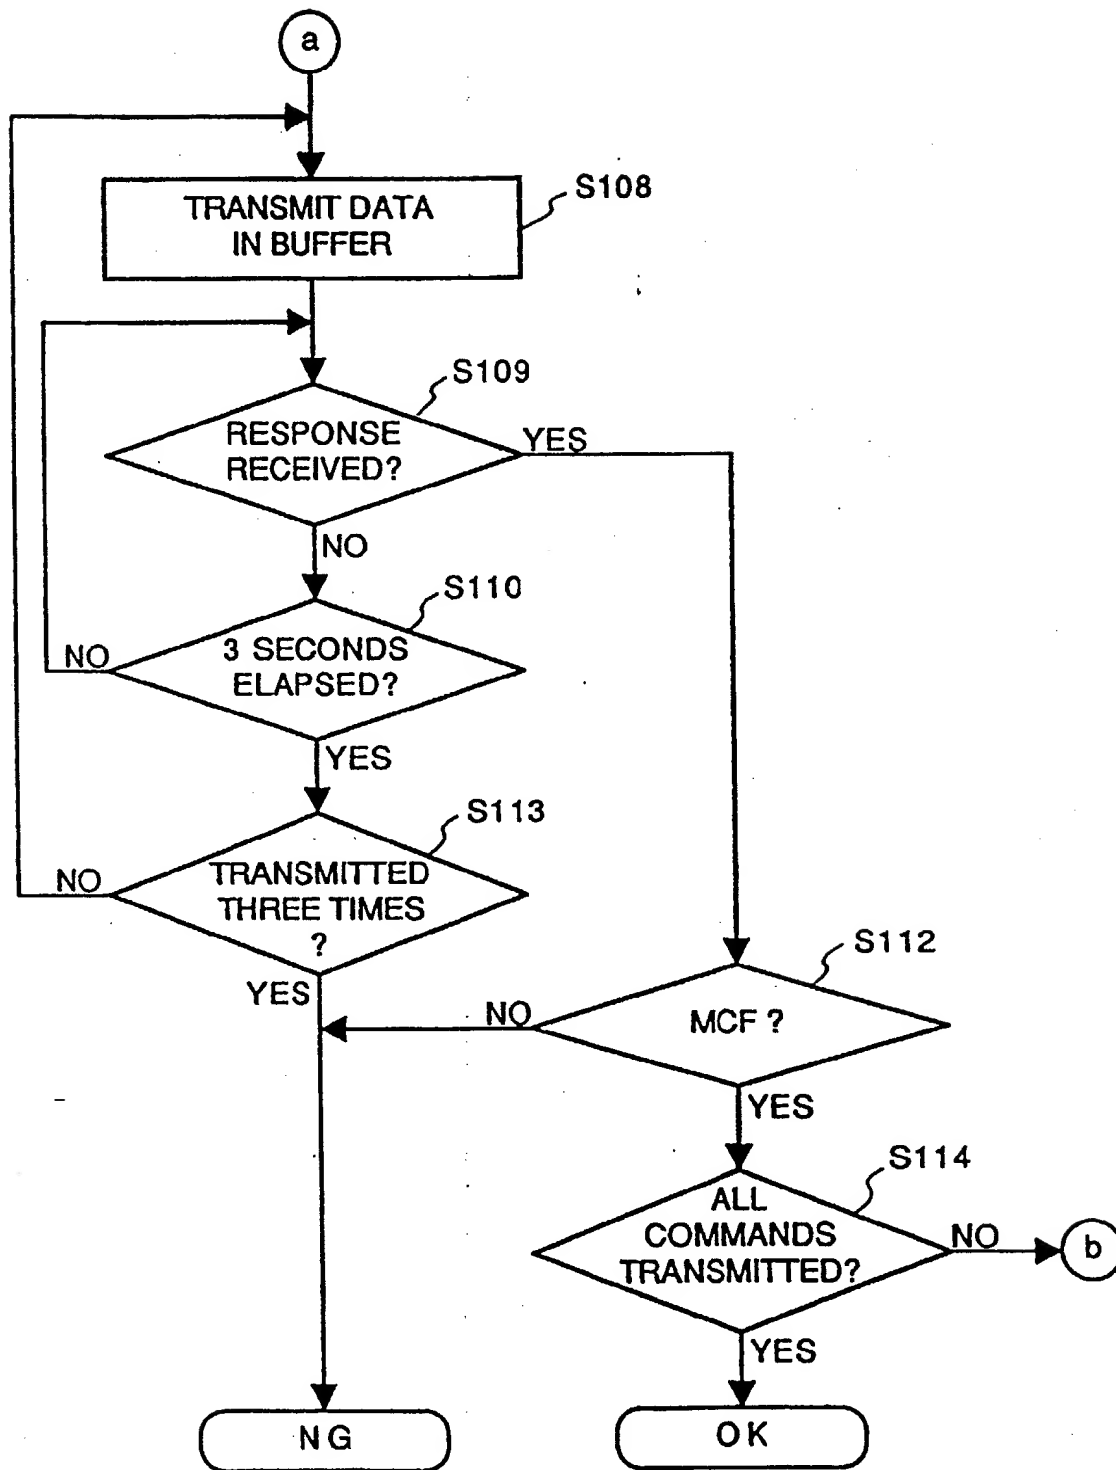 a
S108
TRANSMIT DATA
IN BUFFER
S109
RESPONSE
RECEIVED?
YES
NO
S110
3 SECONDS
ELAPSED?
NO
YES
S113
TRANSMITTED
THREE TIMES
?
NO
YES
S112
MCF ?
NO
YES
S114
ALL
COMMANDS
TRANSMITTED?
NO
b
YES
NG
OK